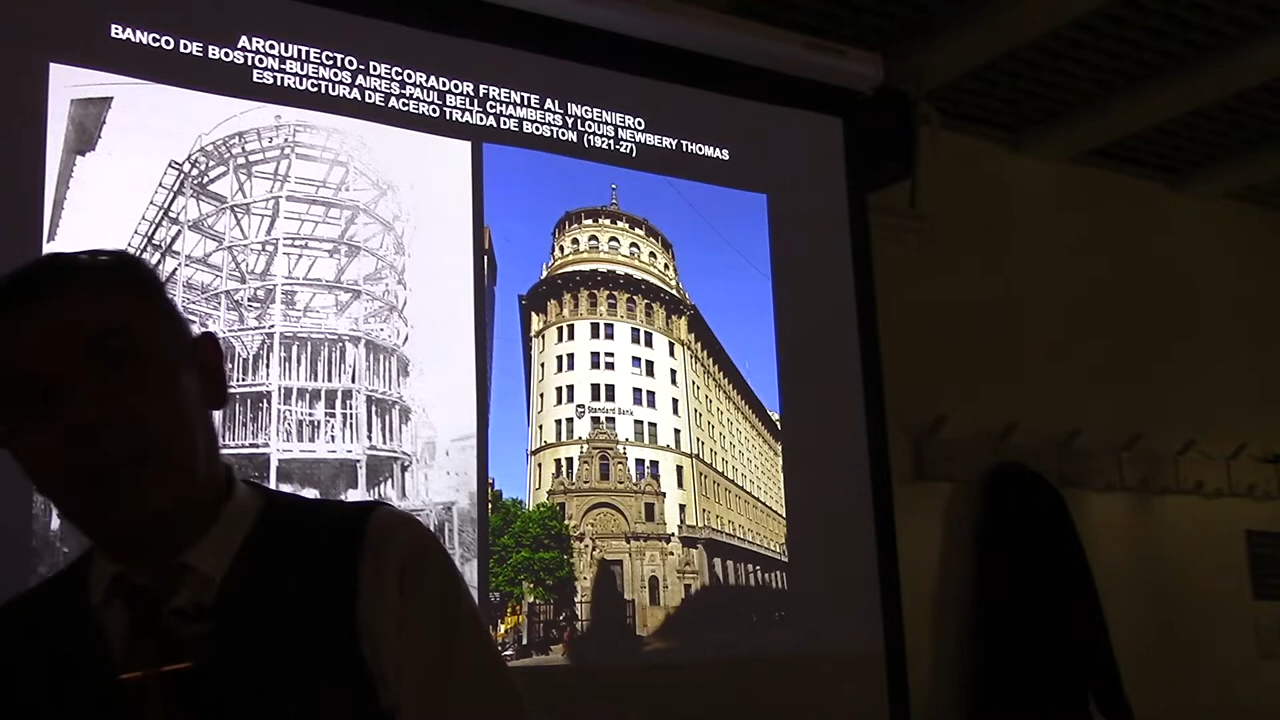 ARQUITECTO- DECORADOR FRENTE AL INGENIERO
BANCO DE BOSTON-BUENOS AIRES-PAUL BELL CHAMBERS Y LOUIS NEWBERY THOMAS
ESTRUCTURA DE ACERO TRAÍDA DE BOSTON (1921-27)
Standard Bank